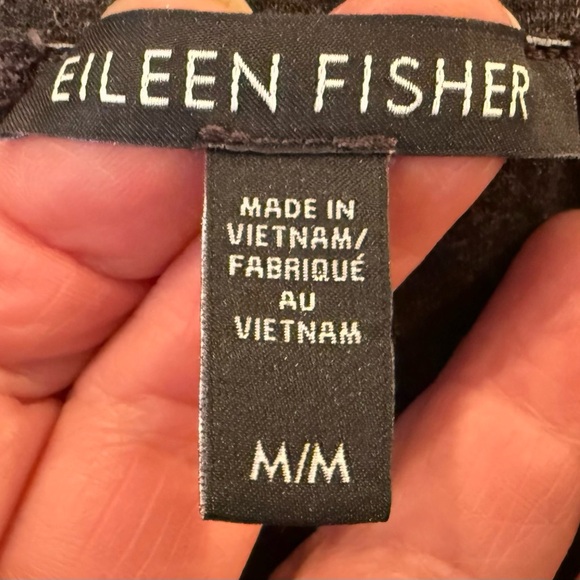 EILEEN FISHER
MADE IN
VIETNAM/
FABRIQUÉ
AU
VIETNAM
M/M